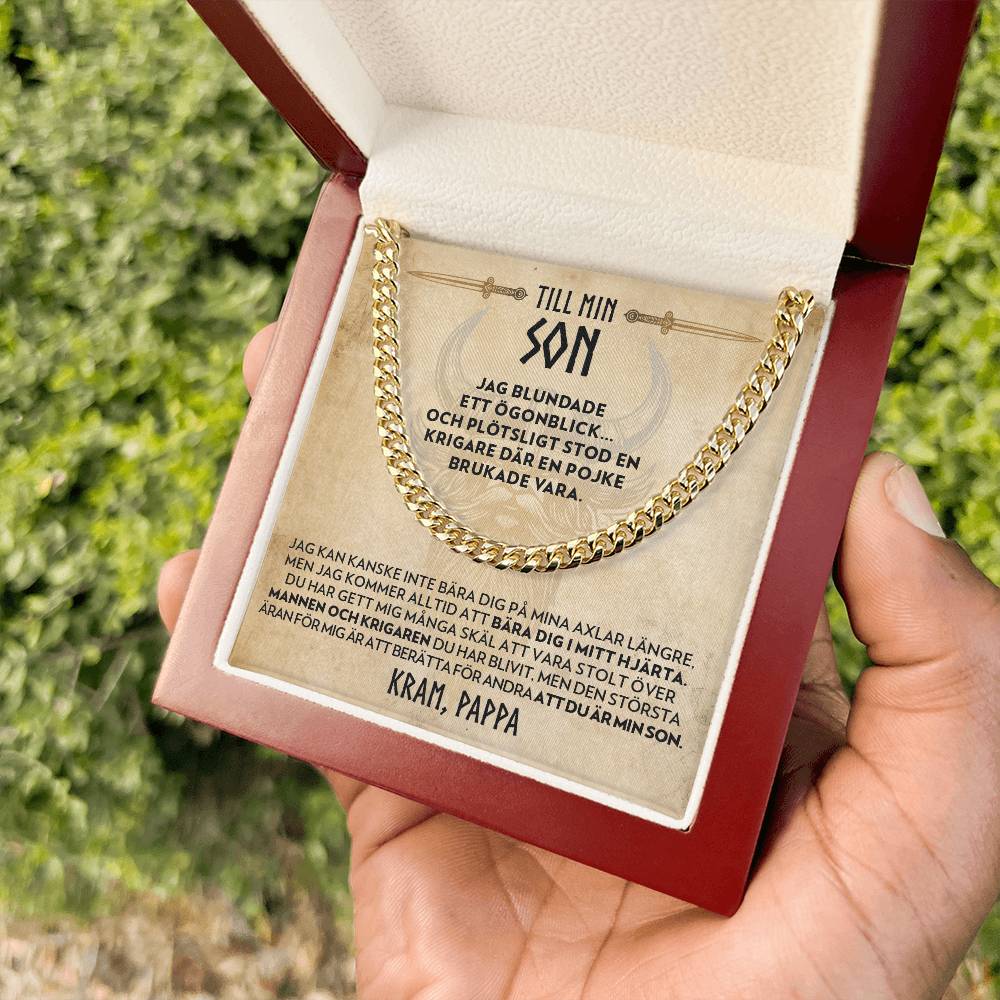 TILL MIN
SON
JAG BLUNDADE
ETT ÖGONBLICK...
OCH PLÖTSLIGT STOD EN
KRIGARE DÄR EN POJKE
BRUKADE VARA.
JAG KAN KANSKE INTE BÄRA DIG PÅ MINA AXLAR LÄNGRE,
MEN JAG KOMMER ALLTID ATT BÄRA DIG I MITT HJÄRTA.
DU HAR GETT MIG MÅNGA SKÄL ATT VARA STOLT ÖVER
MANNEN OCH KRIGAREN DU HAR BLIVIT, MEN DEN STÖRSTA
ÄRAN FÖR MIG ÄR ATT BERÄTTA FÖR ANDRA ATT DU ÄR MIN SON.
KRAM, PAPPA